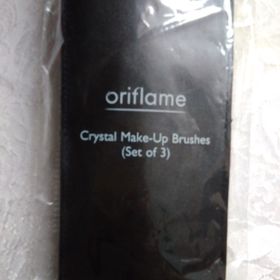 oriflame
Crystal Make-Up Brushes
(Set of 3)